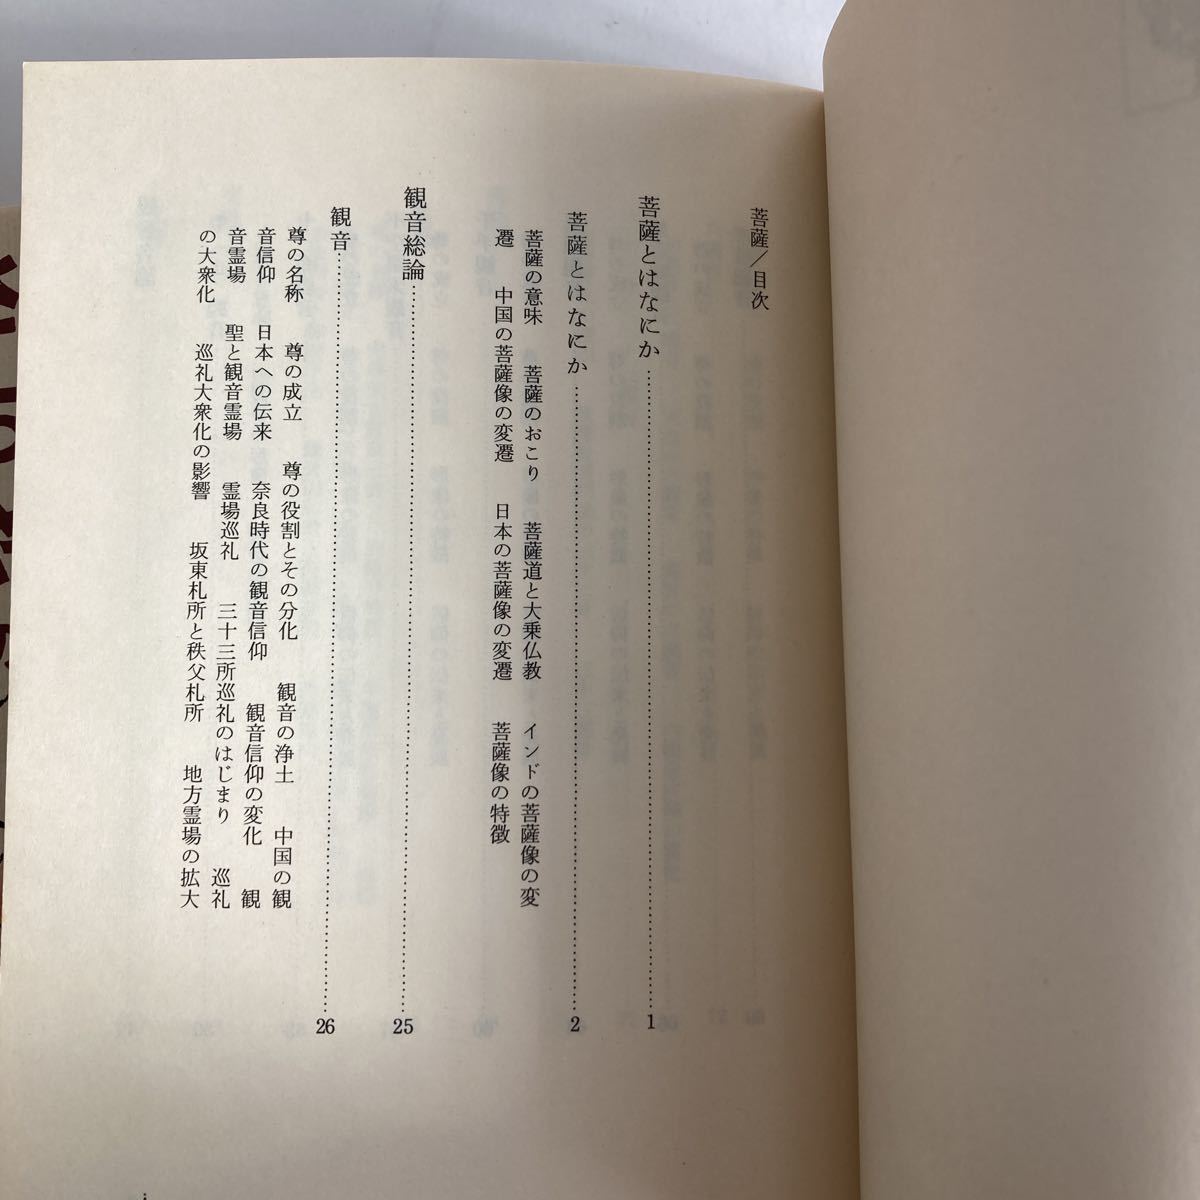 菩薩／目次
菩薩とはなにか……1
菩薩とはなにか……2
菩薩の意味　菩薩のおこり　菩薩道と大乗仏教　インドの菩薩像の変
遷　中国の菩薩像の変遷　日本の菩薩像の変遷　菩薩像の特徴
観音総論……25
観音……26
尊の名称　尊の成立　尊の役割とその分化　観音の浄土　中国の観
音信仰　日本への伝来　奈良時代の観音信仰　観音信仰の変化　観
音霊場　聖と観音霊場　霊場巡礼　三十三所巡礼のはじまり　巡礼
の大衆化　巡礼大衆化の影響　坂東札所と秩父札所　地方霊場の拡大